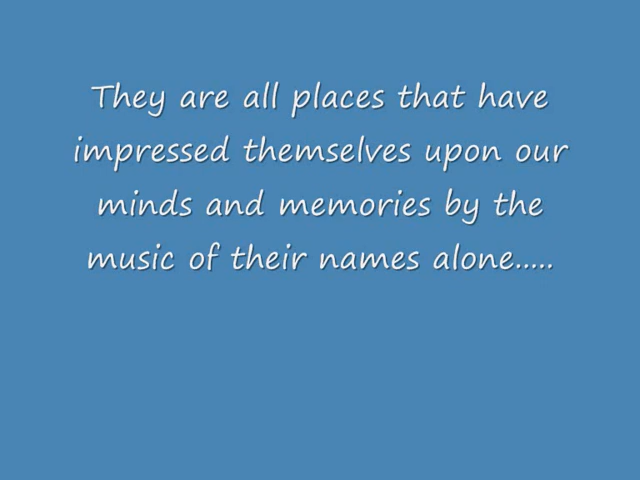 They are all places that have
impressed themselves upon our
minds and memories by the
music of their names alone.....